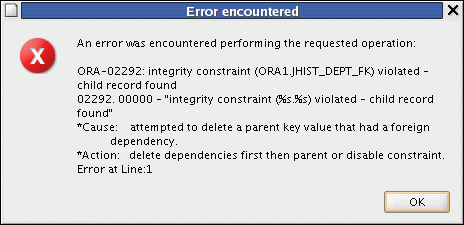 Error encountered
An error was encountered performing the requested operation:
ORA-02292: integrity constraint (ORA1.JHIST_DEPT_FK) violated -
child record found
02292. 00000 - "integrity constraint (%s.%s) violated - child record
found"
*Cause: attempted to delete a parent key value that had a foreign
dependency.
*Action: delete dependencies first then parent or disable constraint.
Error at Line:1
OK